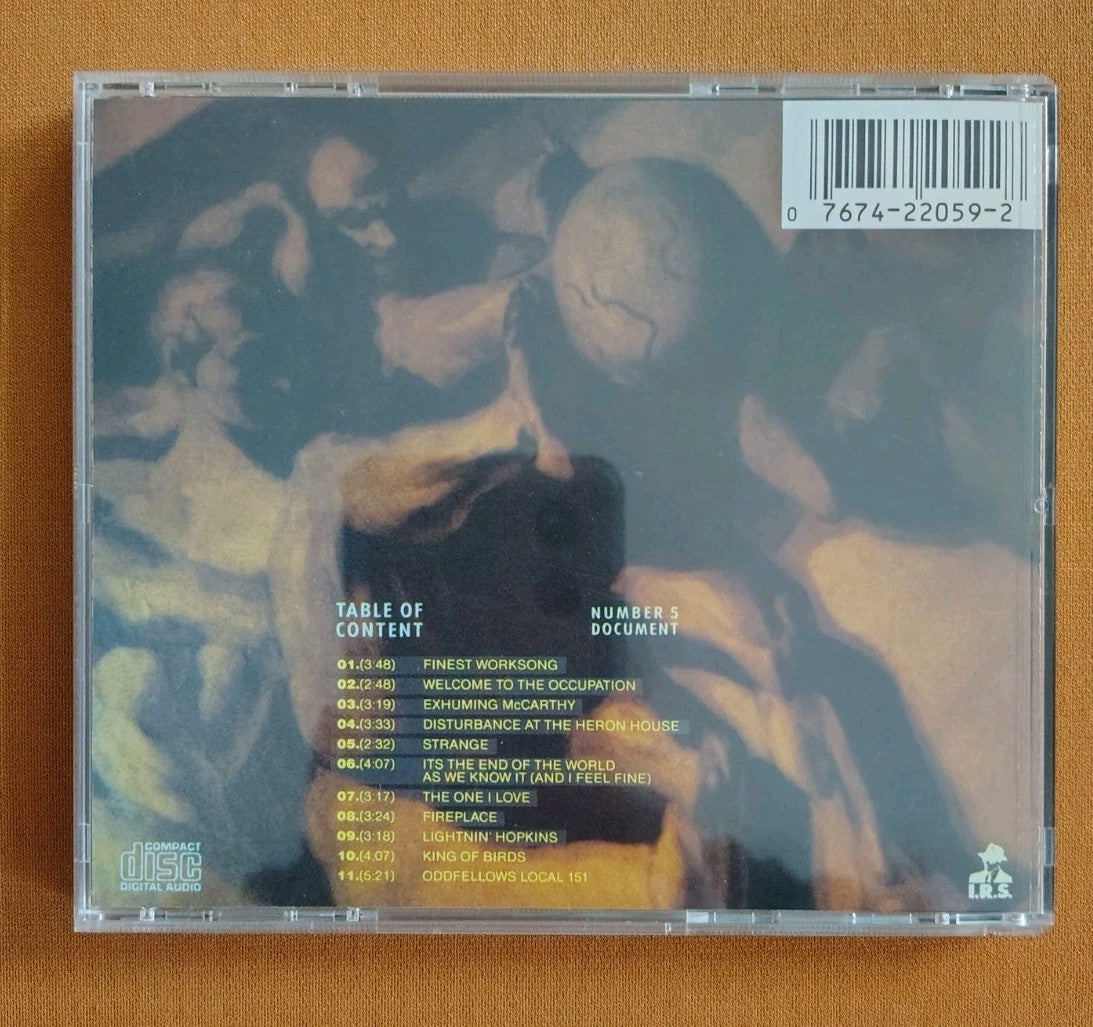 0 7674-22059-2
TABLE OF
CONTENT
NUMBER 5
DOCUMENT
01.(3:48) FINEST WORKSONG
02.(2:48) WELCOME TO THE OCCUPATION
03.(3:19) EXHUMING McCARTHY
04.(3:33) DISTURBANCE AT THE HERON HOUSE
05.(2:32) STRANGE
06.(4:07) ITS THE END OF THE WORLD
AS WE KNOW IT (AND I FEEL FINE)
07.(3:17) THE ONE I LOVE
08.(3:24) FIREPLACE
09.(3:18) LIGHTNIN' HOPKINS
10.(4:07) KING OF BIRDS
11.(5:21) ODDFELLOWS LOCAL 151
COMPACT
disc
DIGITAL AUDIO
I.R.S.